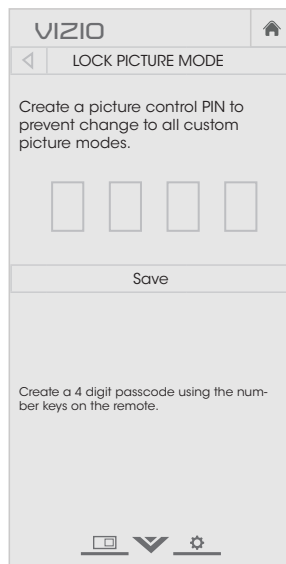 VIZIO
LOCK PICTURE MODE
Create a picture control PIN to
prevent change to all custom
picture modes.
Save
Create a 4 digit passcode using the num-
ber keys on the remote.